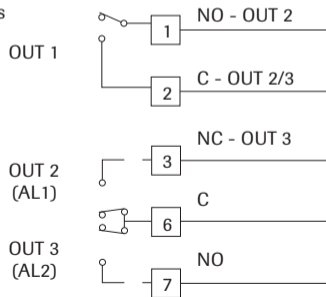 s
NO - OUT 2
1
OUT 1
C - OUT 2/3
2
NC - OUT 3
3
OUT 2
(AL1)
C
6
OUT 3
(AL2)
NO
7